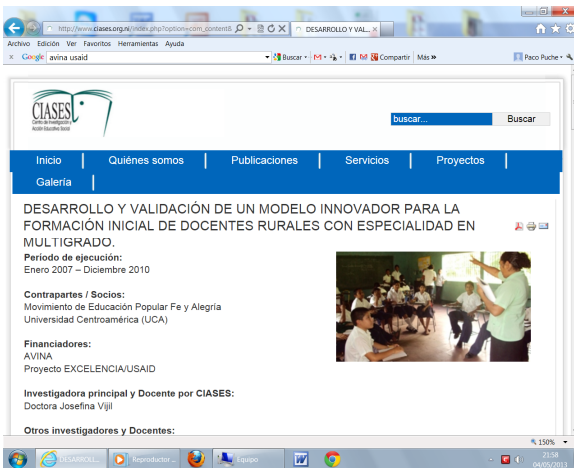 http://www.ciases.org.ni/index.php?option=com_content&
DESARROLLO Y VAL...
Archivo Edición Ver Favoritos Herramientas Ayuda
Google avina usaid Buscar Compartir Más » Paco Puche
CIASES
Centro de Investigación y
Acción Educativa Social
buscar... Buscar
Inicio Quiénes somos Publicaciones Servicios Proyectos
Galería
DESARROLLO Y VALIDACIÓN DE UN MODELO INNOVADOR PARA LA
FORMACIÓN INICIAL DE DOCENTES RURALES CON ESPECIALIDAD EN
MULTIGRADO.
Período de ejecución:
Enero 2007 – Diciembre 2010
Contrapartes / Socios:
Movimiento de Educación Popular Fe y Alegría
Universidad Centroamérica (UCA)
Financiadores:
AVINA
Proyecto EXCELENCIA/USAID
Investigadora principal y Docente por CIASES:
Doctora Josefina Vijil
Otros investigadores y Docentes:
150%
DESARROLL... Reproductor ... Equipo
21:58
04/05/2013